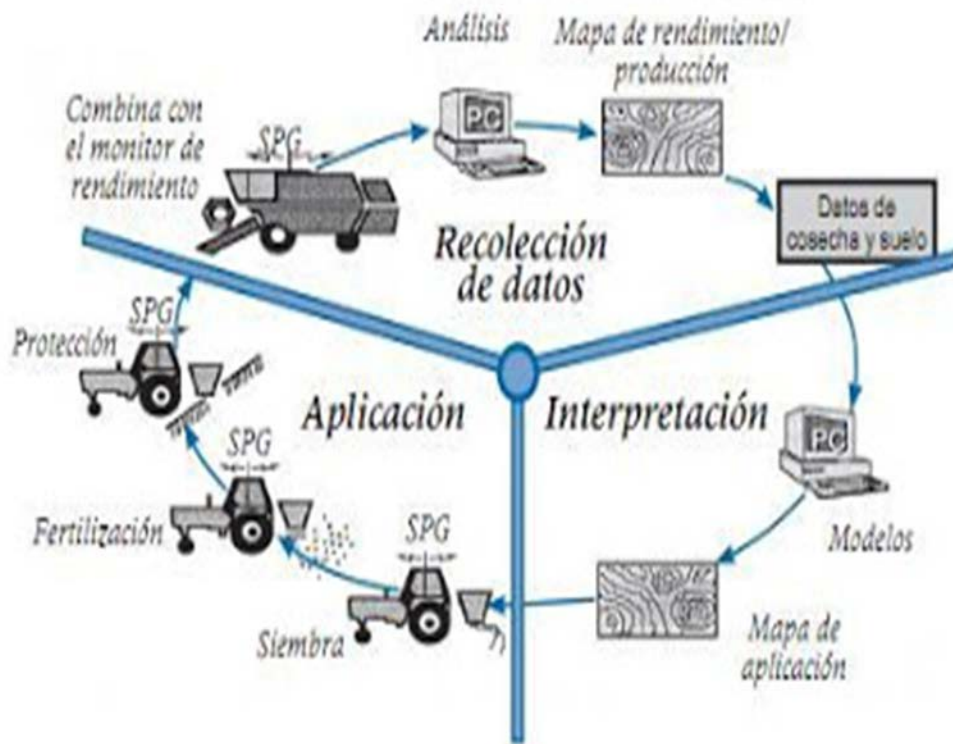 Análisis
Mapa de rendimiento/
producción
Combina con
el monitor de
rendimiento
SPG
PC
Datos de
cosecha y suelo
Recolección
de datos
SPG
Protección
Aplicación
Interpretación
PC
SPG
Fertilización
Modelos
SPG
Siembra
Mapa de
aplicación